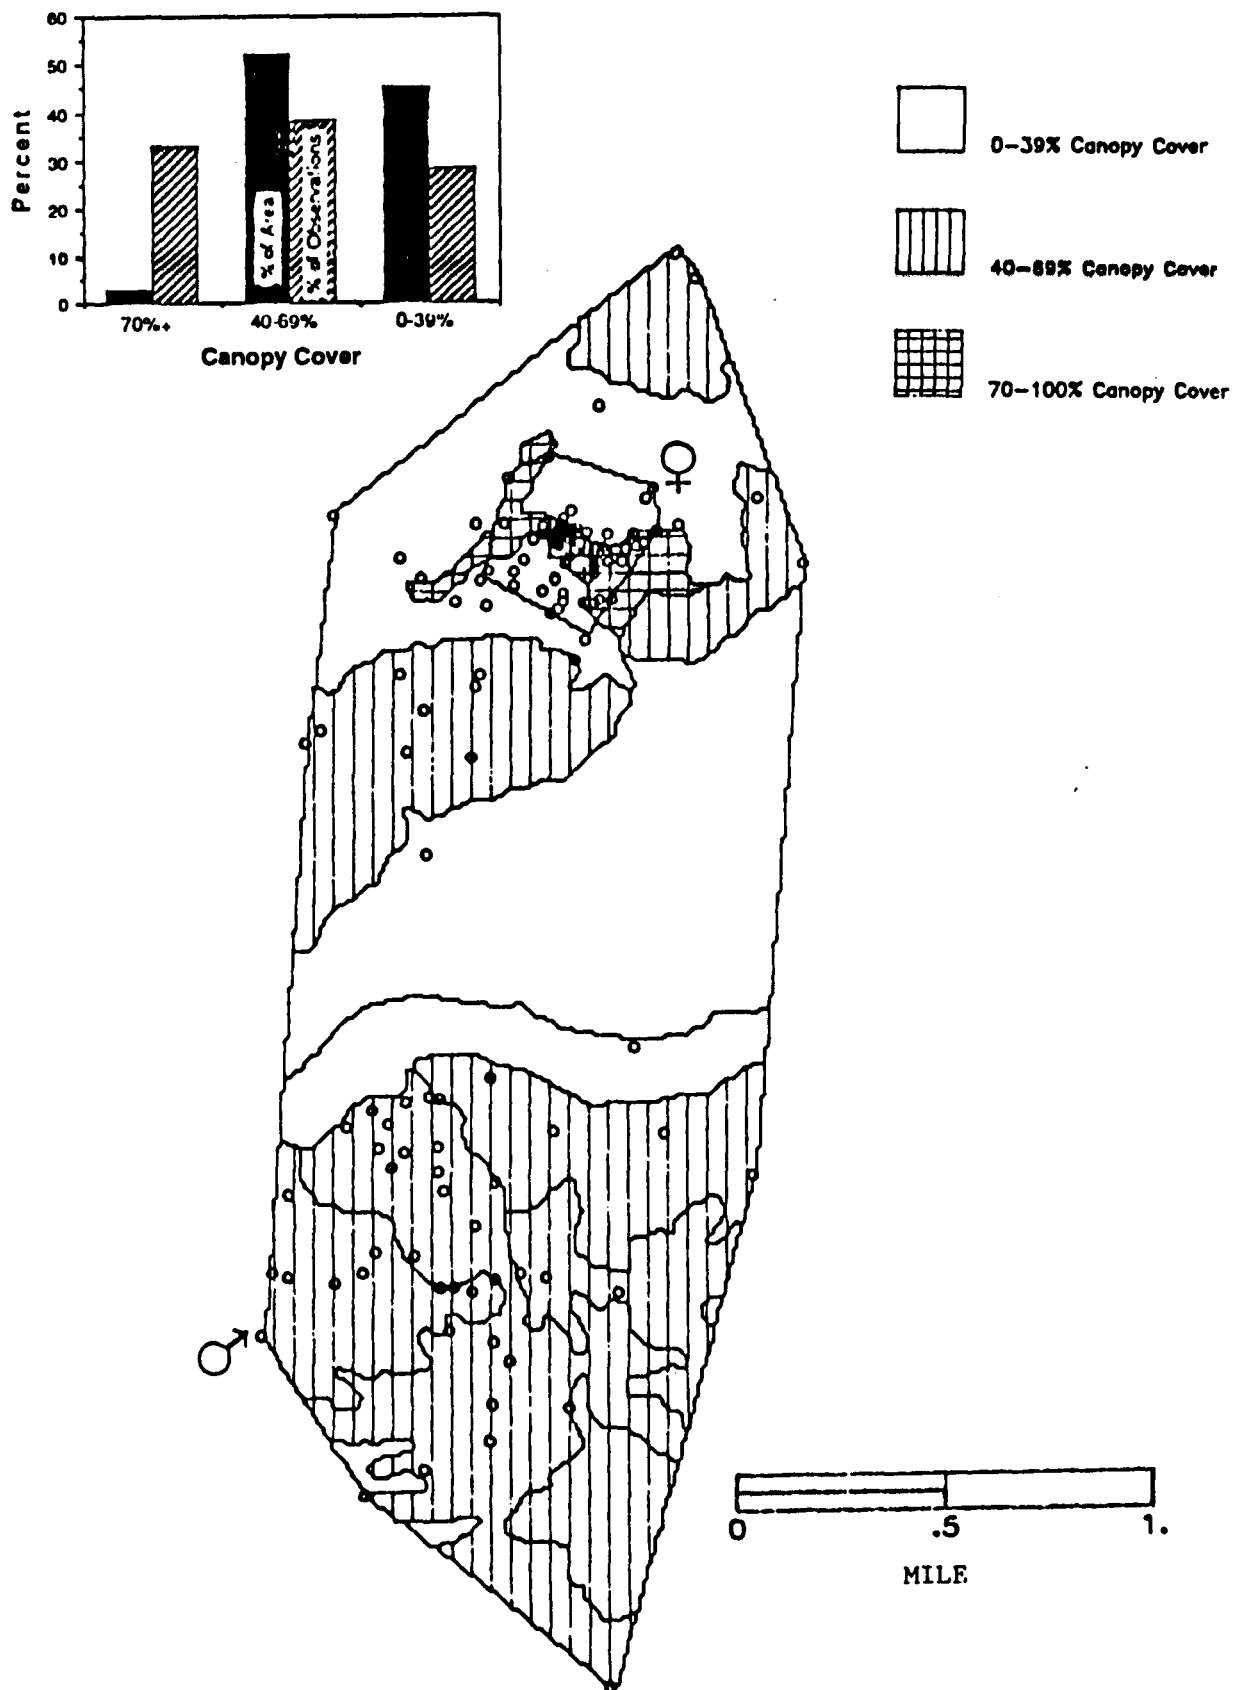 60
50
40
30
20
10
0
Percent
% of Area
% of Observations
70%+
40-69%
0-39%
Canopy Cover
0-39% Canopy Cover
40-69% Canopy Cover
70-100% Canopy Cover
♀
♂
0
.5
1.
MILE